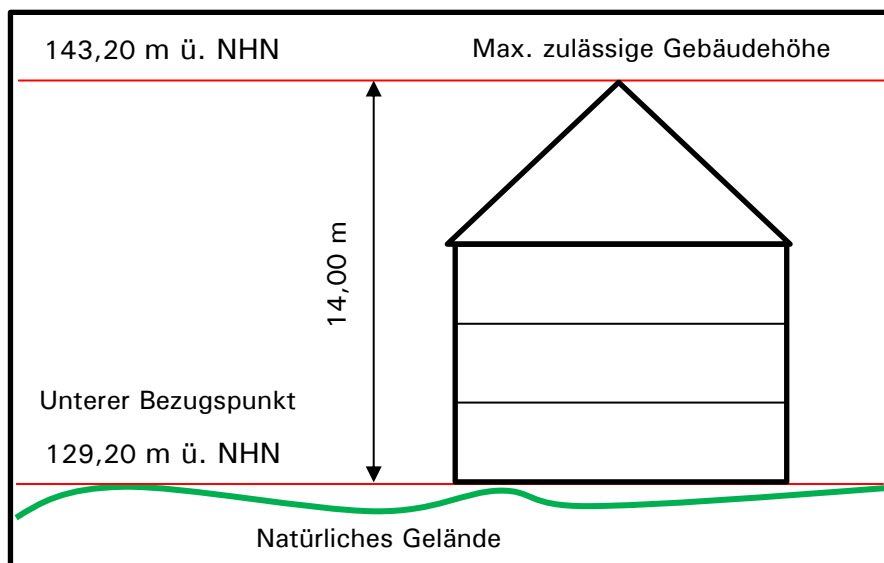 143,20 m ü. NHN
Max. zulässige Gebäudehöhe
14,00 m
Unterer Bezugspunkt
129,20 m ü. NHN
Natürliches Gelände